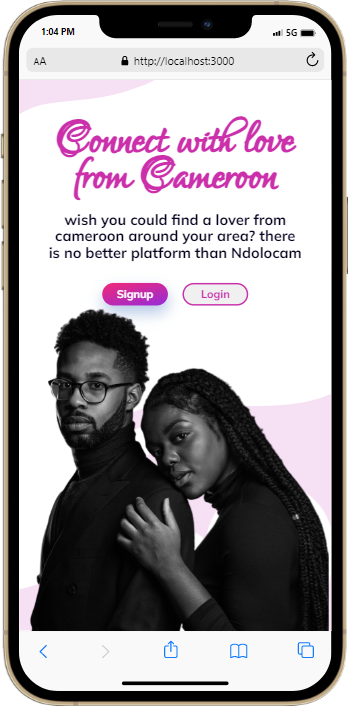 1:04 PM
5G
AA
http://localhost:3000
Connect with love
from Cameroon
wish you could find a lover from
cameroon around your area? there
is no better platform than Ndolocam
Signup
Login